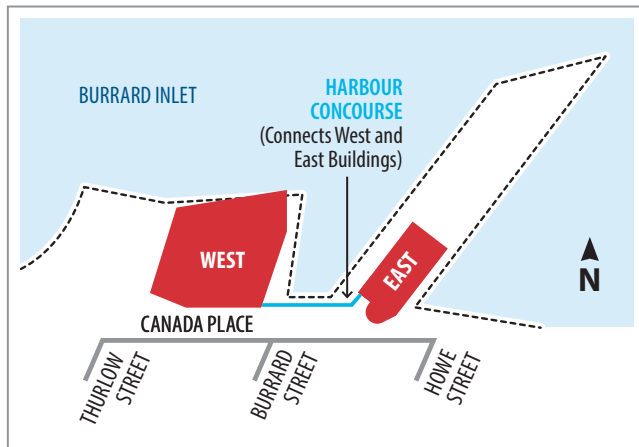 BURRARD INLET
HARBOUR
CONCOURSE
(Connects West and
East Buildings)
WEST
EAST
N
CANADA PLACE
THURLOW
STREET
BURRARD
STREET
HOWE
STREET